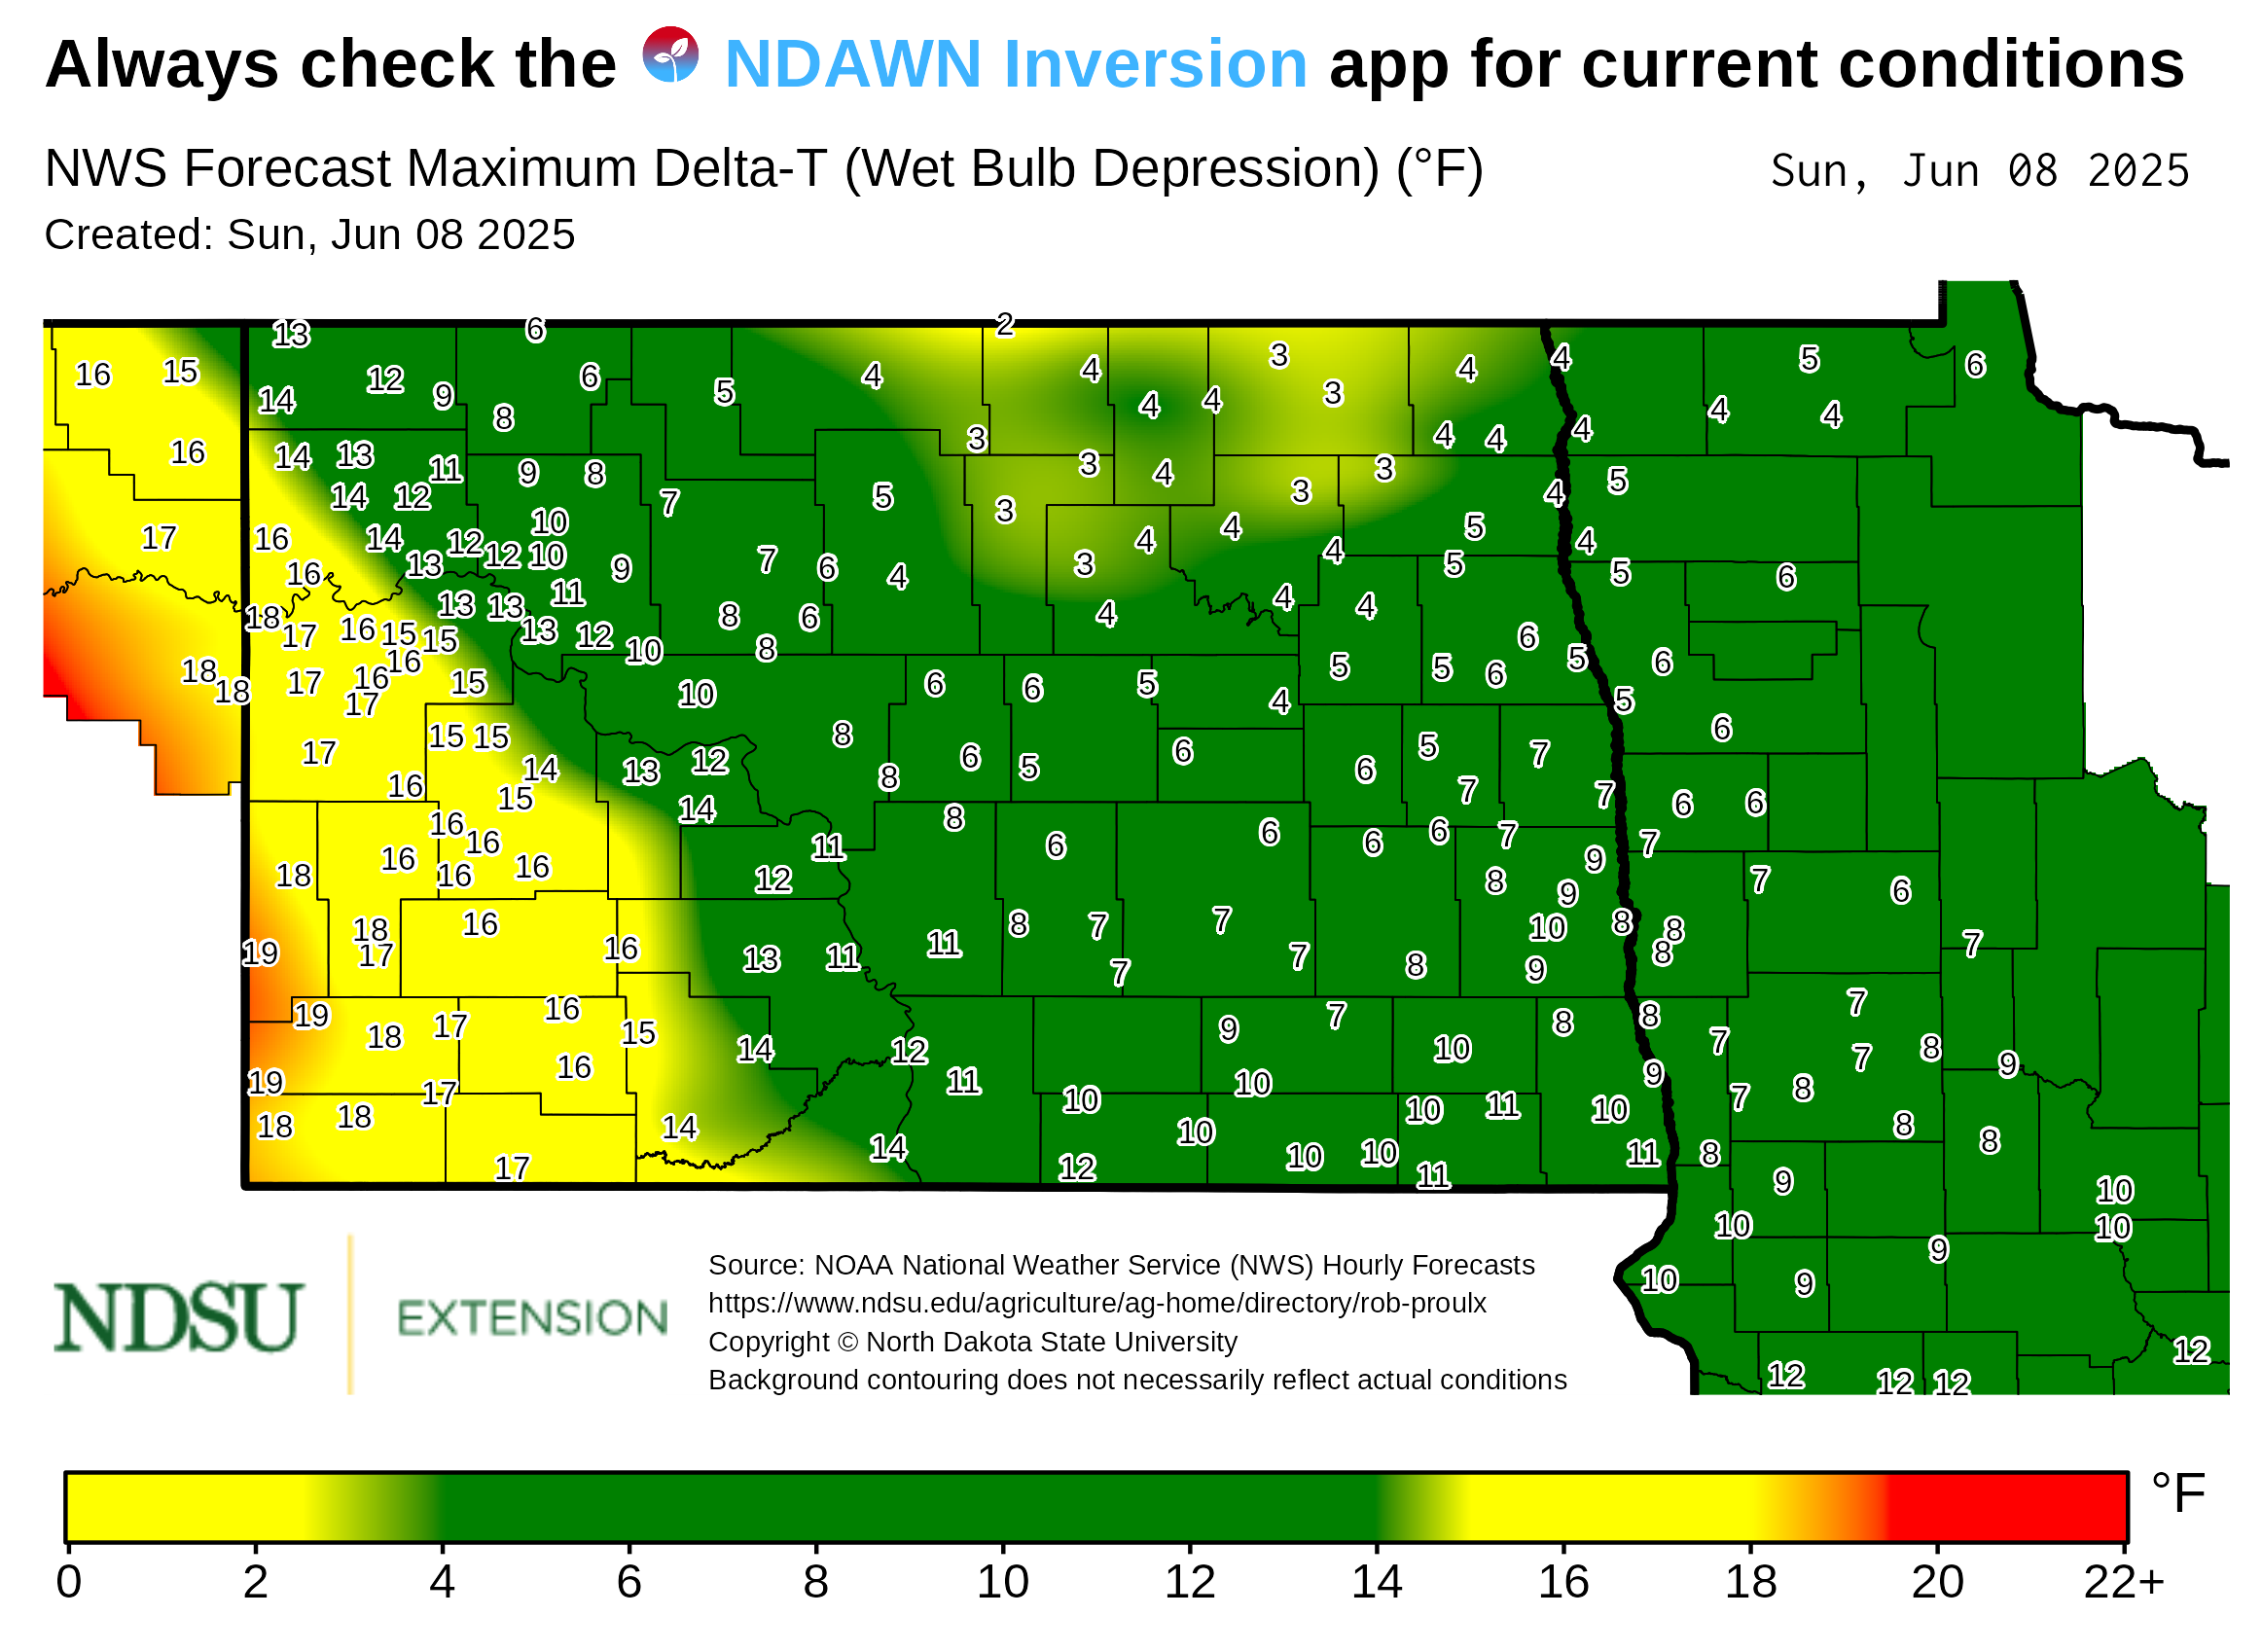 Always check the NDAWN Inversion app for current conditions
NWS Forecast Maximum Delta-T (Wet Bulb Depression) (°F)
Sun, Jun 08 2025
Created: Sun, Jun 08 2025
13 6 2
16 15 12 6 4 4 3 4 4 5 6
14 9 8 5 4 4 3 4 4
16 14 13 3 4 4 4
14 12 11 9 8 7 5 3 4 3 3 4 5
17 16 14 10 3 4 4 5 4
16 13 12 12 10 9 7 6 4 3 4 5 5 6
18 17 13 13 11 8 6 4 4 4
16 15 15 13 12 10 8 6 5
18 18 17 16 16 15 10 6 6 5 5 5 6 6
17 4 5
17 15 15 8 6 5 6 5 7 6
16 14 13 12 8 6 7 7
15 14 8 6 6
16 16 11 6 6 6 6 7 7
18 16 16 16 12 8 9 9 7 6
18 17 16 16 8 7 7 10 8 8
19 13 11 11 7 7 8 9 8 7
19 16 9 7 8 8 7
18 17 15 14 12 10 7 7 8
19 17 16 11 10 9 8 9
18 18 14 10 10 10 11 10 7 8
17 14 12 10 10 10 11 11 8 8
9 10
10 10 9
10 9
12 12 12 12
NDSU EXTENSION
Source: NOAA National Weather Service (NWS) Hourly Forecasts
https://www.ndsu.edu/agriculture/ag-home/directory/rob-proulx
Copyright © North Dakota State University
Background contouring does not necessarily reflect actual conditions
°F
0 2 4 6 8 10 12 14 16 18 20 22+